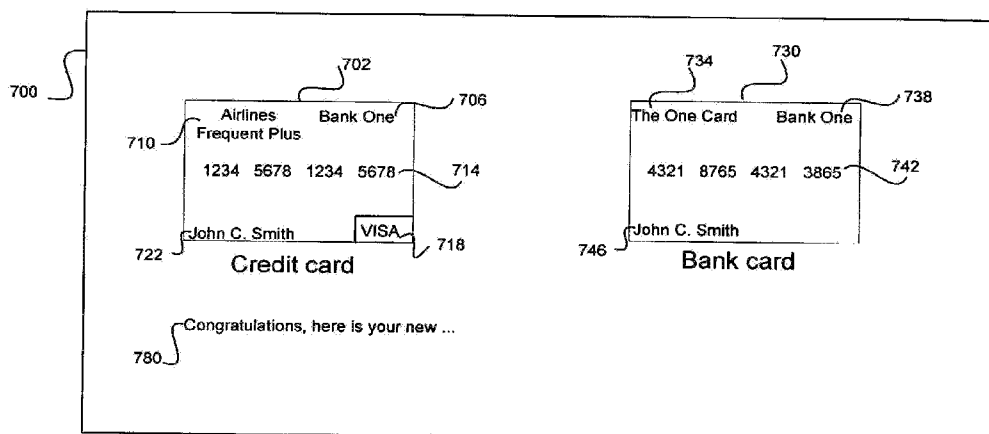 702
734
730
700
706
738
Airlines Bank One
710 Frequent Plus
The One Card Bank One
1234 5678 1234 5678
714
4321 8765 4321 3865
742
John C. Smith VISA
722
718
John C. Smith
746
Credit card
Bank card
Congratulations, here is your new ...
780